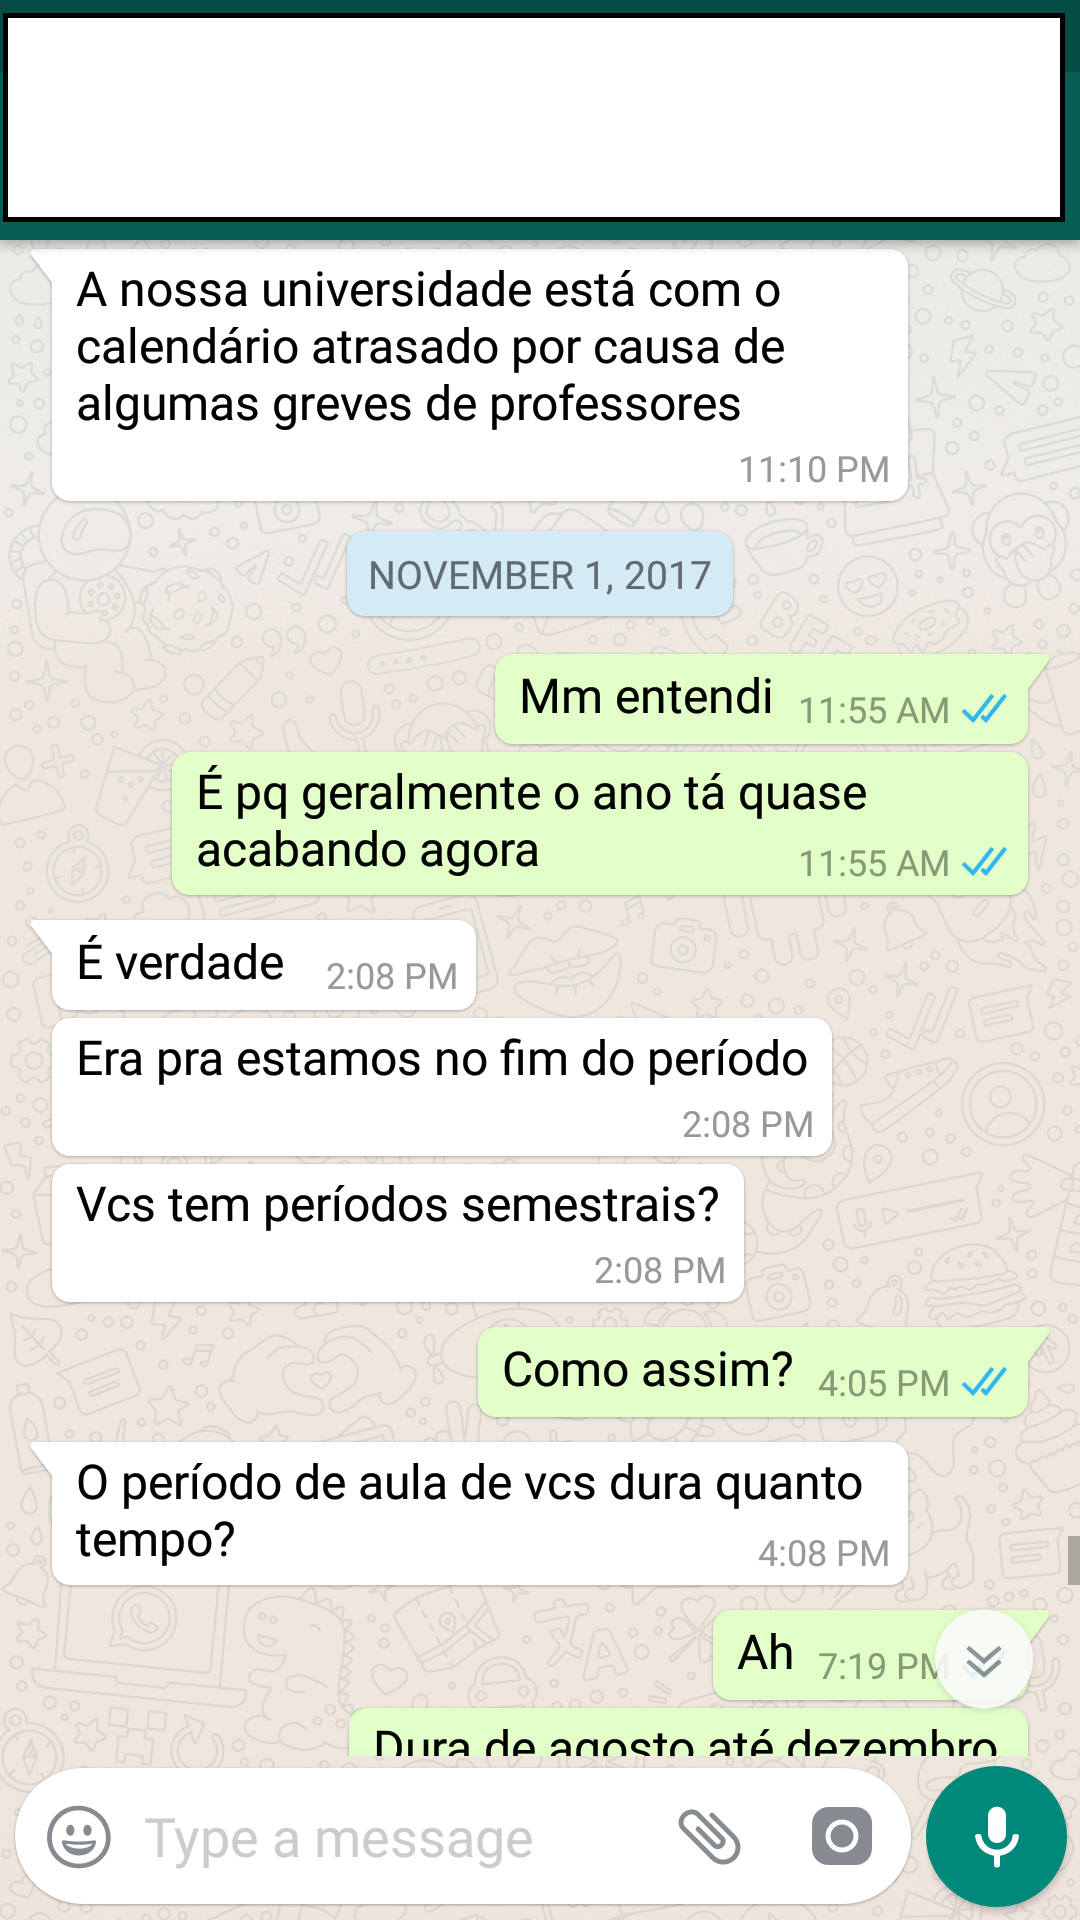 A nossa universidade está com o
calendário atrasado por causa de
algumas greves de professores
11:10 PM
NOVEMBER 1, 2017
Mm entendi 11:55 AM
É pq geralmente o ano tá quase
acabando agora 11:55 AM
É verdade 2:08 PM
Era pra estamos no fim do período
2:08 PM
Vcs tem períodos semestrais?
2:08 PM
Como assim? 4:05 PM
O período de aula de vcs dura quanto
tempo? 4:08 PM
Ah 7:19 PM
Dura de agosto até dezembro
Type a message